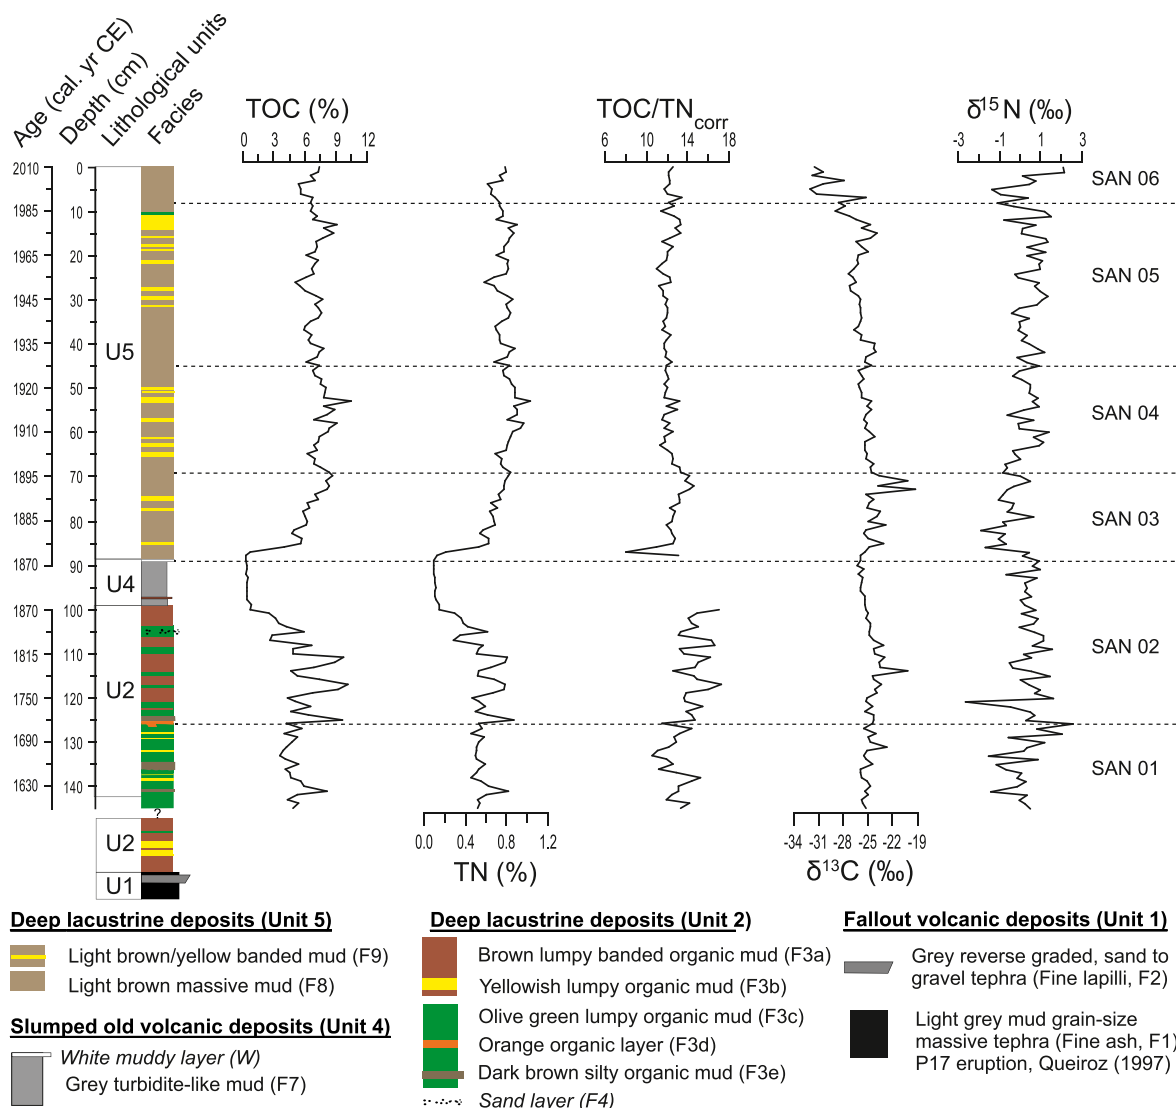 Age (cal. yr CE)
Depth (cm)
Lithological units
Facies
TOC (%)
0 3 6 9 12
TOC/TNcorr
6 10 14 18
δ15N (‰)
-3 -1 1 3
2010 0
1985 10
1965 20
1945 30
1935 40
1920 50
1910 60
1895 70
1885 80
1870 90
1870 100
1815 110
1750 120
1690 130
1630 140
U5
U4
U2
?
U2
U1
SAN 06
SAN 05
SAN 04
SAN 03
SAN 02
SAN 01
0.0 0.4 0.8 1.2
TN (%)
-34 -31 -28 -25 -22 -19
δ13C (‰)
Deep lacustrine deposits (Unit 5)
Light brown/yellow banded mud (F9)
Light brown massive mud (F8)
Slumped old volcanic deposits (Unit 4)
White muddy layer (W)
Grey turbidite-like mud (F7)
Deep lacustrine deposits (Unit 2)
Brown lumpy banded organic mud (F3a)
Yellowish lumpy organic mud (F3b)
Olive green lumpy organic mud (F3c)
Orange organic layer (F3d)
Dark brown silty organic mud (F3e)
Sand layer (F4)
Fallout volcanic deposits (Unit 1)
Grey reverse graded, sand to
gravel tephra (Fine lapilli, F2)
Light grey mud grain-size
massive tephra (Fine ash, F1)
P17 eruption, Queiroz (1997)